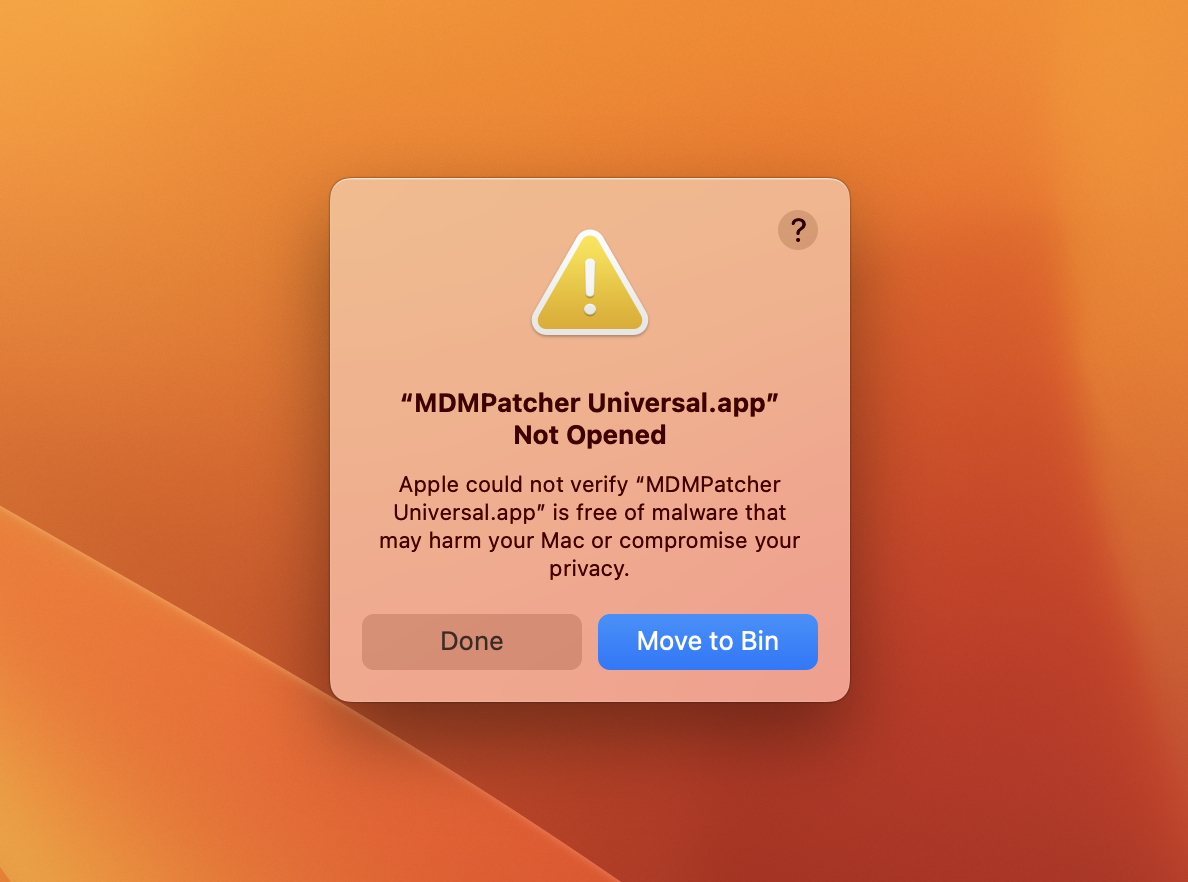 ?
“MDMPatcher Universal.app”
Not Opened
Apple could not verify “MDMPatcher
Universal.app” is free of malware that
may harm your Mac or compromise your
privacy.
Done
Move to Bin